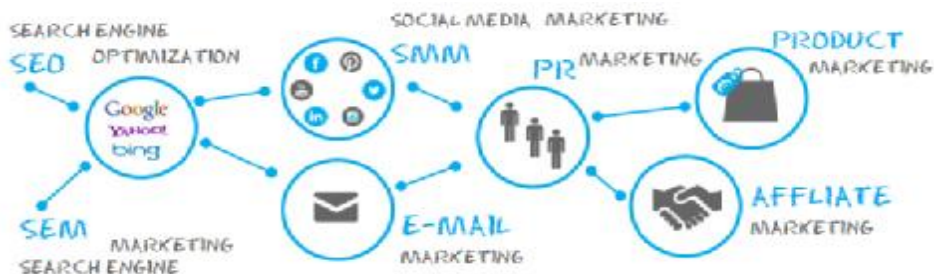 SEARCH ENGINE
SEO OPTIMIZATION
Google
YAHOO!
bing
SEM MARKETING
SEARCH ENGINE
SOCIAL MEDIA MARKETING
SMM
E-MAIL
MARKETING
PR MARKETING
PRODUCT
MARKETING
AFFLIATE
MARKETING